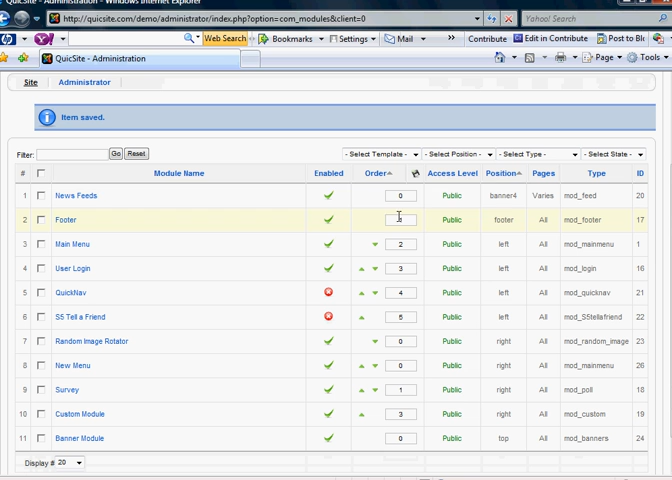 QuicSite - Administration - Windows Internet Explorer
http://quicsite.com/demo/administrator/index.php?option=com_modules&client=0
Yahoo! Search
Web Search Bookmarks Settings Mail Contribute Edit in Contribute Post to Bl
QuicSite - Administration Page Tools
Site Administrator
Item saved.
Filter: Go Reset - Select Template - - Select Position - - Select Type - - Select State -
# Module Name Enabled Order Access Level Position Pages Type ID
1 News Feeds 0 Public banner4 Varies mod_feed 20
2 Footer Public footer All mod_footer 17
3 Main Menu 2 Public left All mod_mainmenu 1
4 User Login 3 Public left All mod_login 16
5 QuickNav 4 Public left All mod_quicknav 21
6 S5 Tell a Friend 5 Public left All mod_S5tellafriend 22
7 Random Image Rotator 0 Public right All mod_random_image 23
8 New Menu 0 Public right All mod_mainmenu 26
9 Survey 1 Public right All mod_poll 18
10 Custom Module 3 Public right All mod_custom 19
11 Banner Module 0 Public top All mod_banners 24
Display # 20